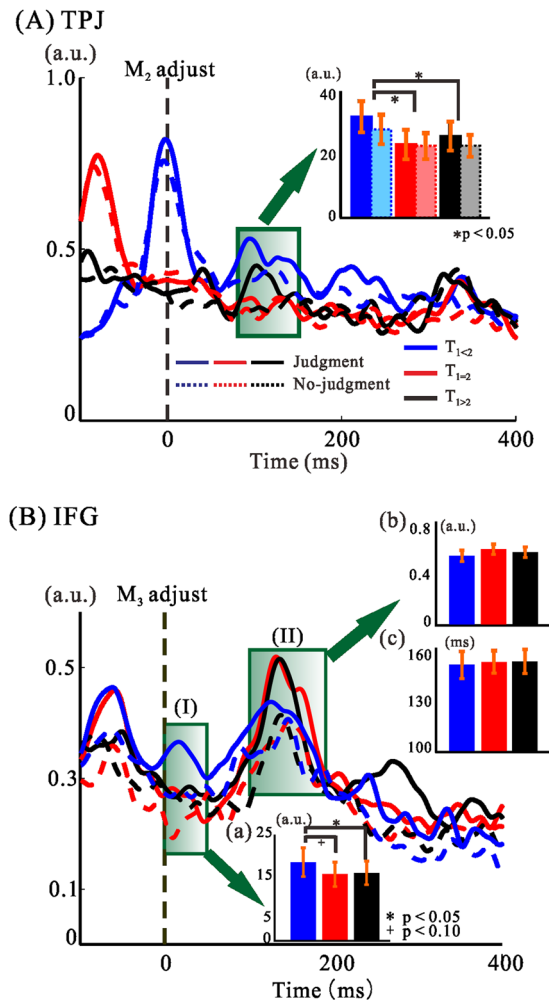 (A) TPJ
(a.u.)
M2 adjust
1.0
0.5
0
(a.u.)
40
20
0
*
*
*p < 0.05
Judgment
No-judgment
T1<2
T1=2
T1>2
0
200
400
Time (ms)
(B) IFG
(a.u.)
M3 adjust
0.5
0.3
0.1
0
(I)
(II)
(b)
0.8
(a.u.)
0.4
0
(c)
(ms)
160
130
100
(a)
(a.u.)
25
15
5
0
*
+
* p < 0.05
+ p < 0.10
0
200
400
Time (ms)